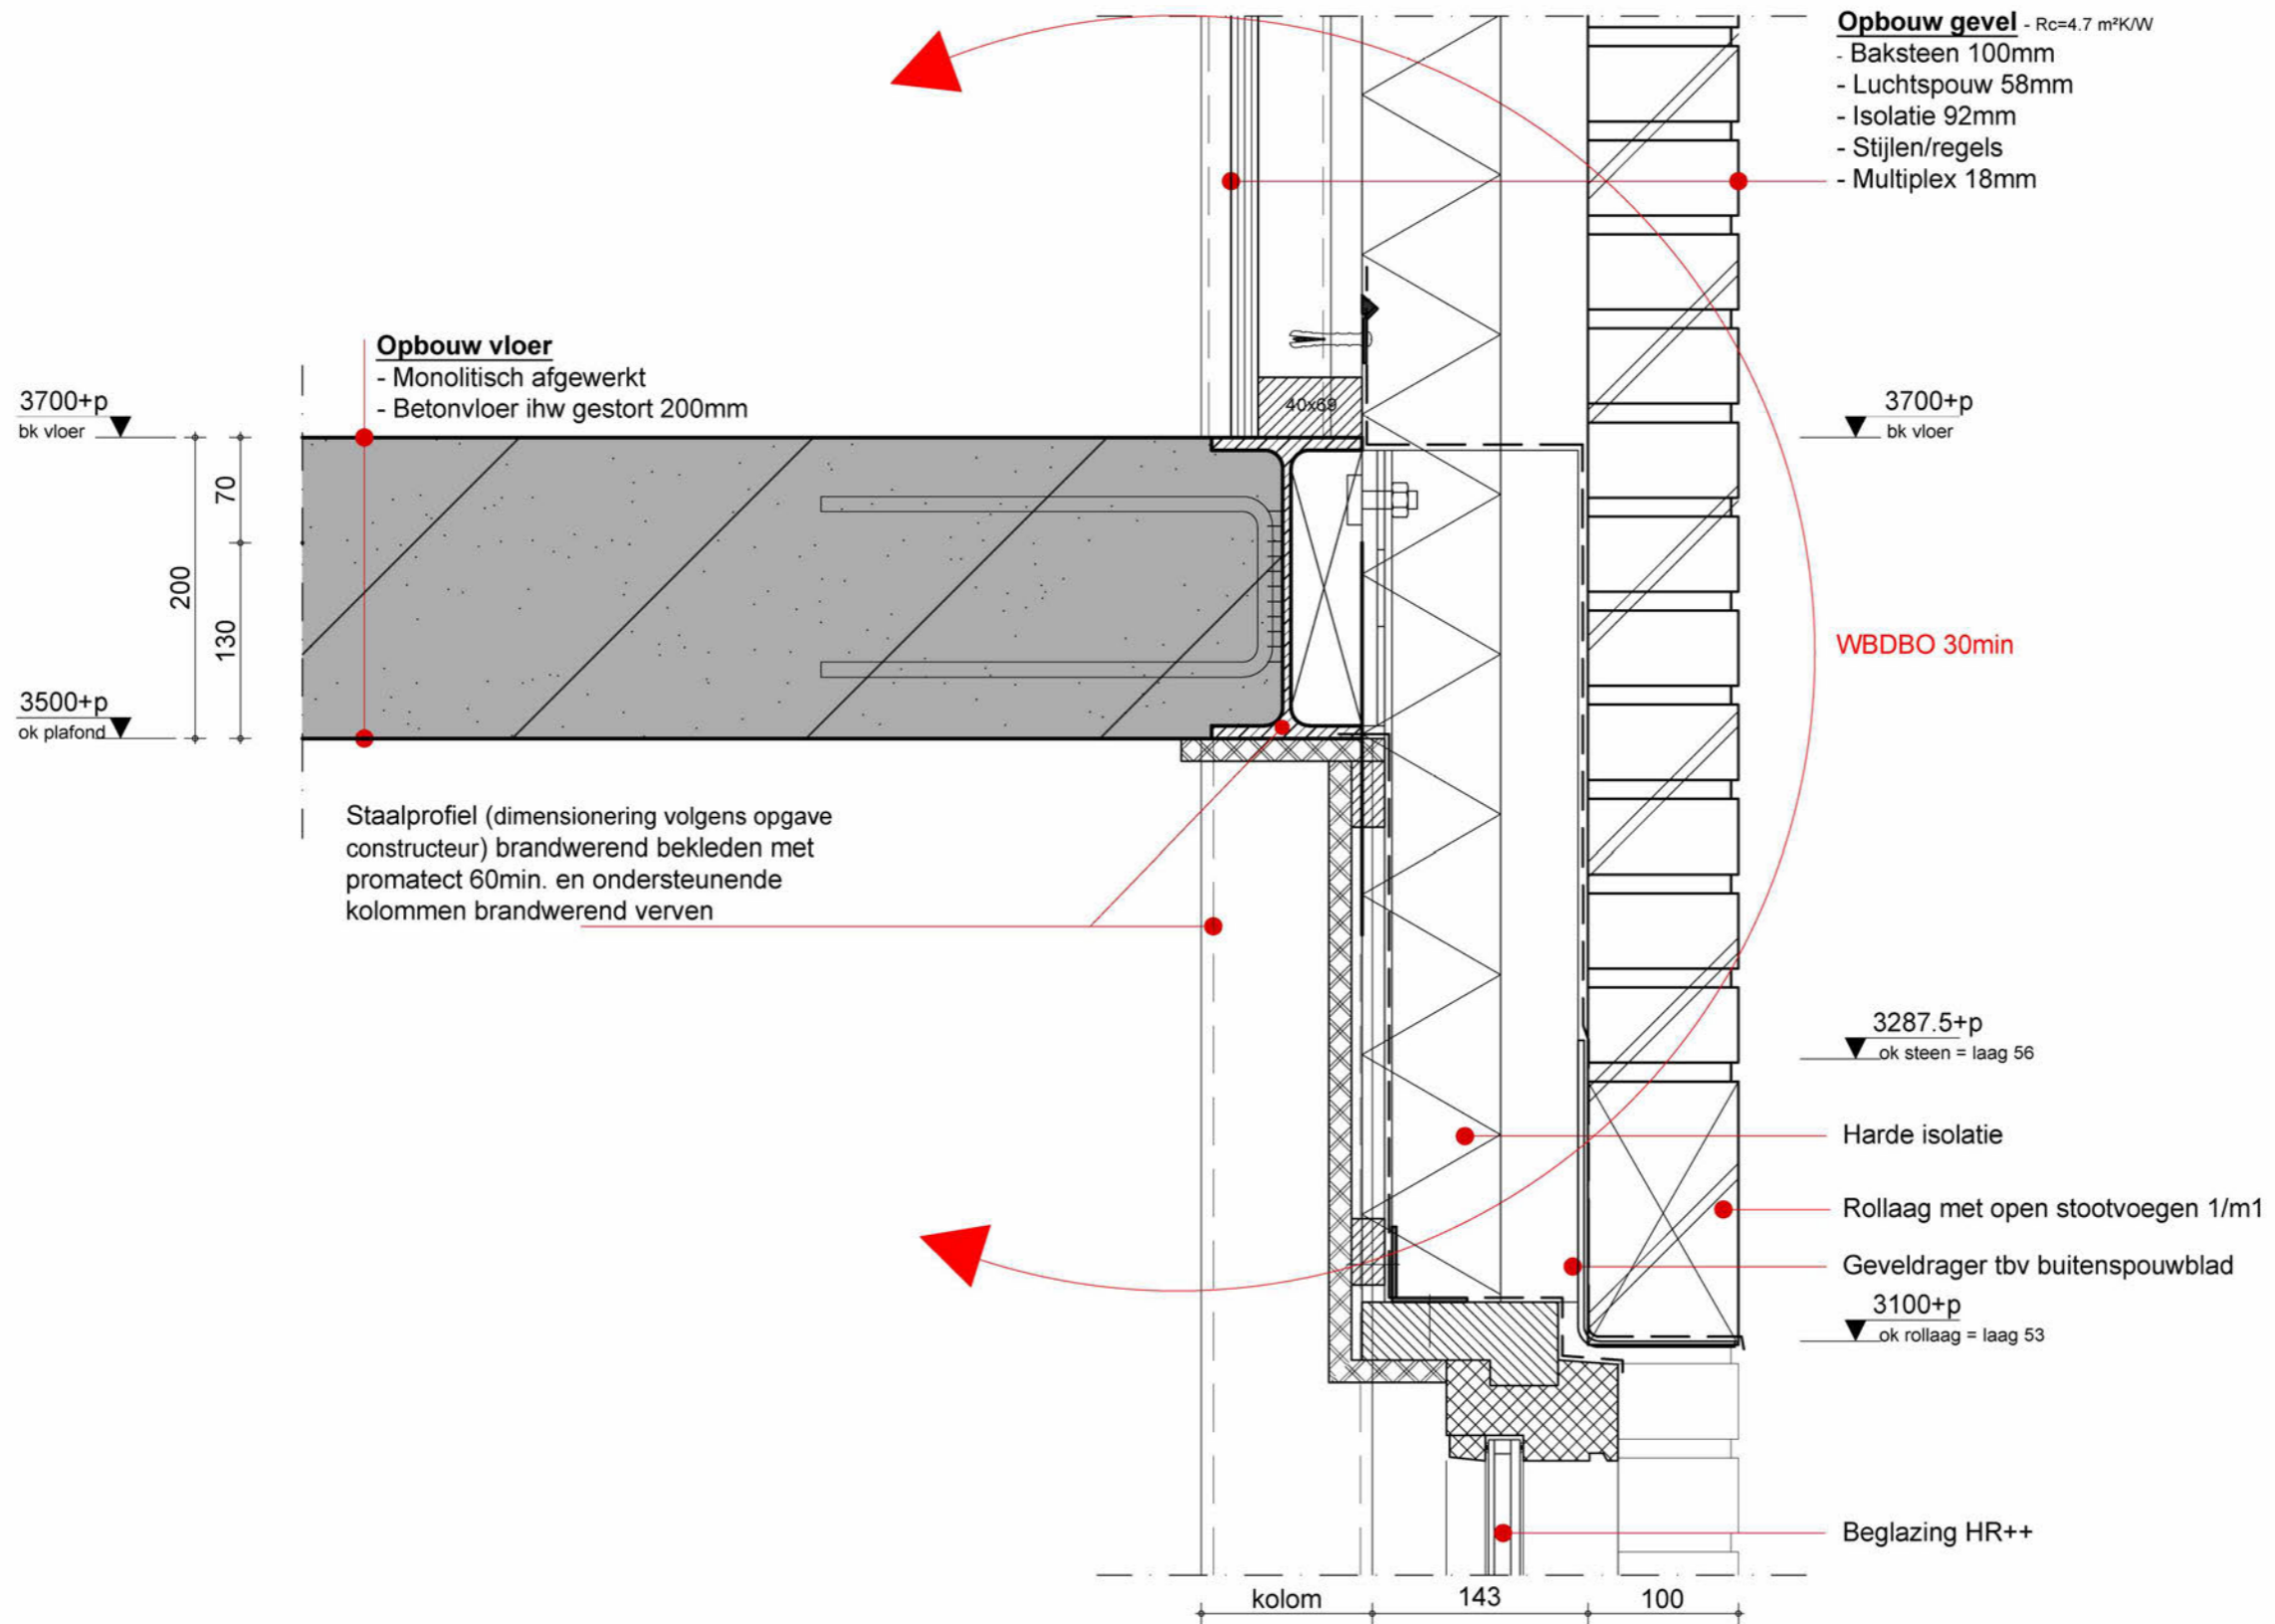 Opbouw gevel - Rc=4.7 m²K/W
- Baksteen 100mm
- Luchtspouw 58mm
- Isolatie 92mm
- Stijlen/regels
- Multiplex 18mm
Opbouw vloer
- Monolitisch afgewerkt
- Betonvloer ihw gestort 200mm
3700+p
bk vloer
40x69
3700+p
bk vloer
70
200
130
WBDBO 30min
3500+p
ok plafond
Staalprofiel (dimensionering volgens opgave
constructeur) brandwerend bekleden met
promatect 60min. en ondersteunende
kolommen brandwerend verven
3287.5+p
ok steen = laag 56
Harde isolatie
Rollaag met open stootvoegen 1/m1
Geveldrager tbv buitenspouwblad
3100+p
ok rollaag = laag 53
Beglazing HR++
kolom
143
100